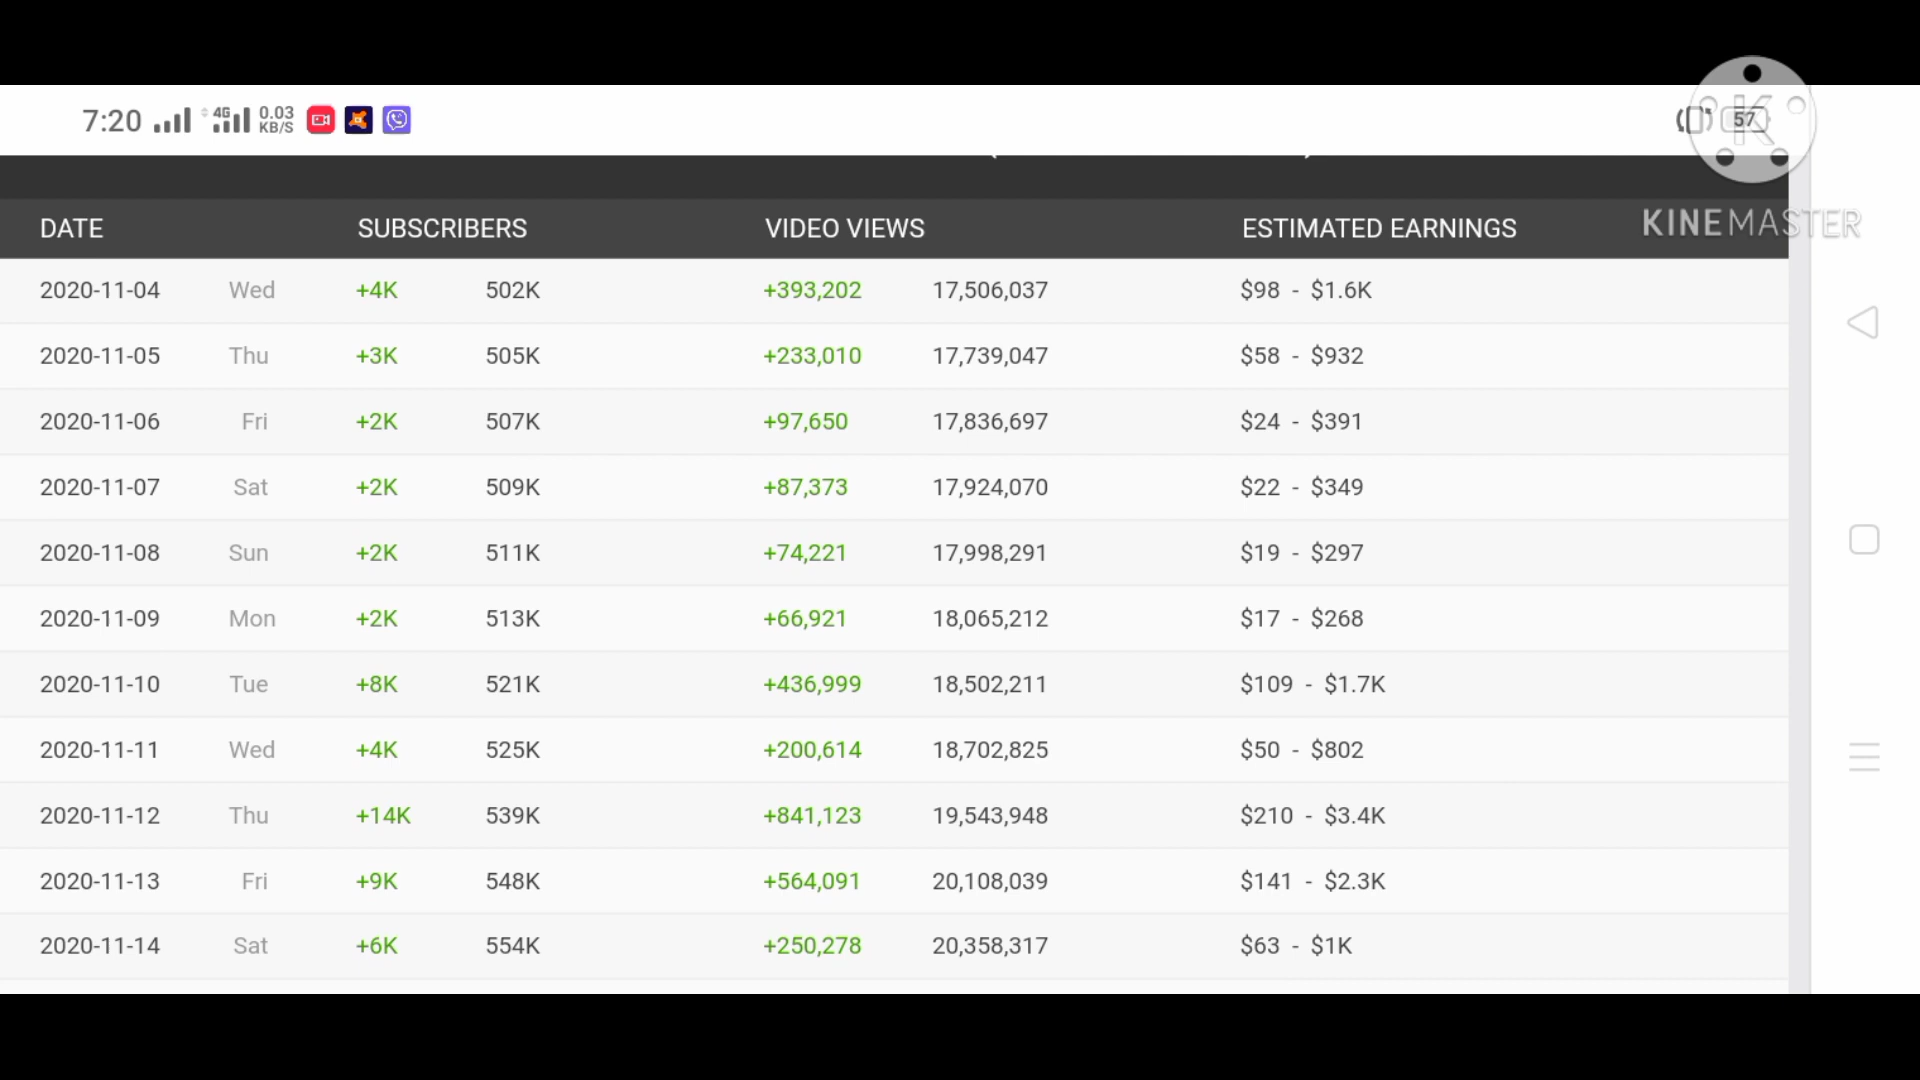 7:20 4G 0.03 KB/S 57
KINEMASTER
DATE SUBSCRIBERS VIDEO VIEWS ESTIMATED EARNINGS
2020-11-04 Wed +4K 502K +393,202 17,506,037 $98 - $1.6K
2020-11-05 Thu +3K 505K +233,010 17,739,047 $58 - $932
2020-11-06 Fri +2K 507K +97,650 17,836,697 $24 - $391
2020-11-07 Sat +2K 509K +87,373 17,924,070 $22 - $349
2020-11-08 Sun +2K 511K +74,221 17,998,291 $19 - $297
2020-11-09 Mon +2K 513K +66,921 18,065,212 $17 - $268
2020-11-10 Tue +8K 521K +436,999 18,502,211 $109 - $1.7K
2020-11-11 Wed +4K 525K +200,614 18,702,825 $50 - $802
2020-11-12 Thu +14K 539K +841,123 19,543,948 $210 - $3.4K
2020-11-13 Fri +9K 548K +564,091 20,108,039 $141 - $2.3K
2020-11-14 Sat +6K 554K +250,278 20,358,317 $63 - $1K